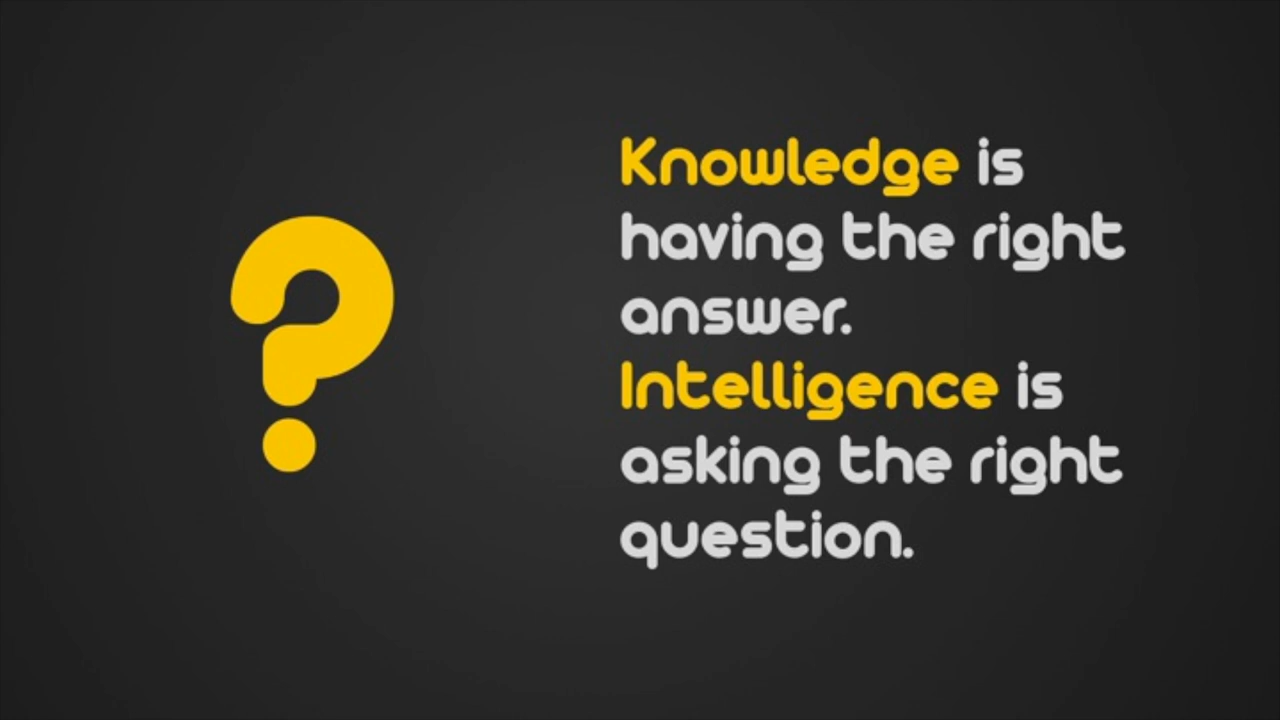 Knowledge is
having the right
answer.
Intelligence is
asking the right
question.